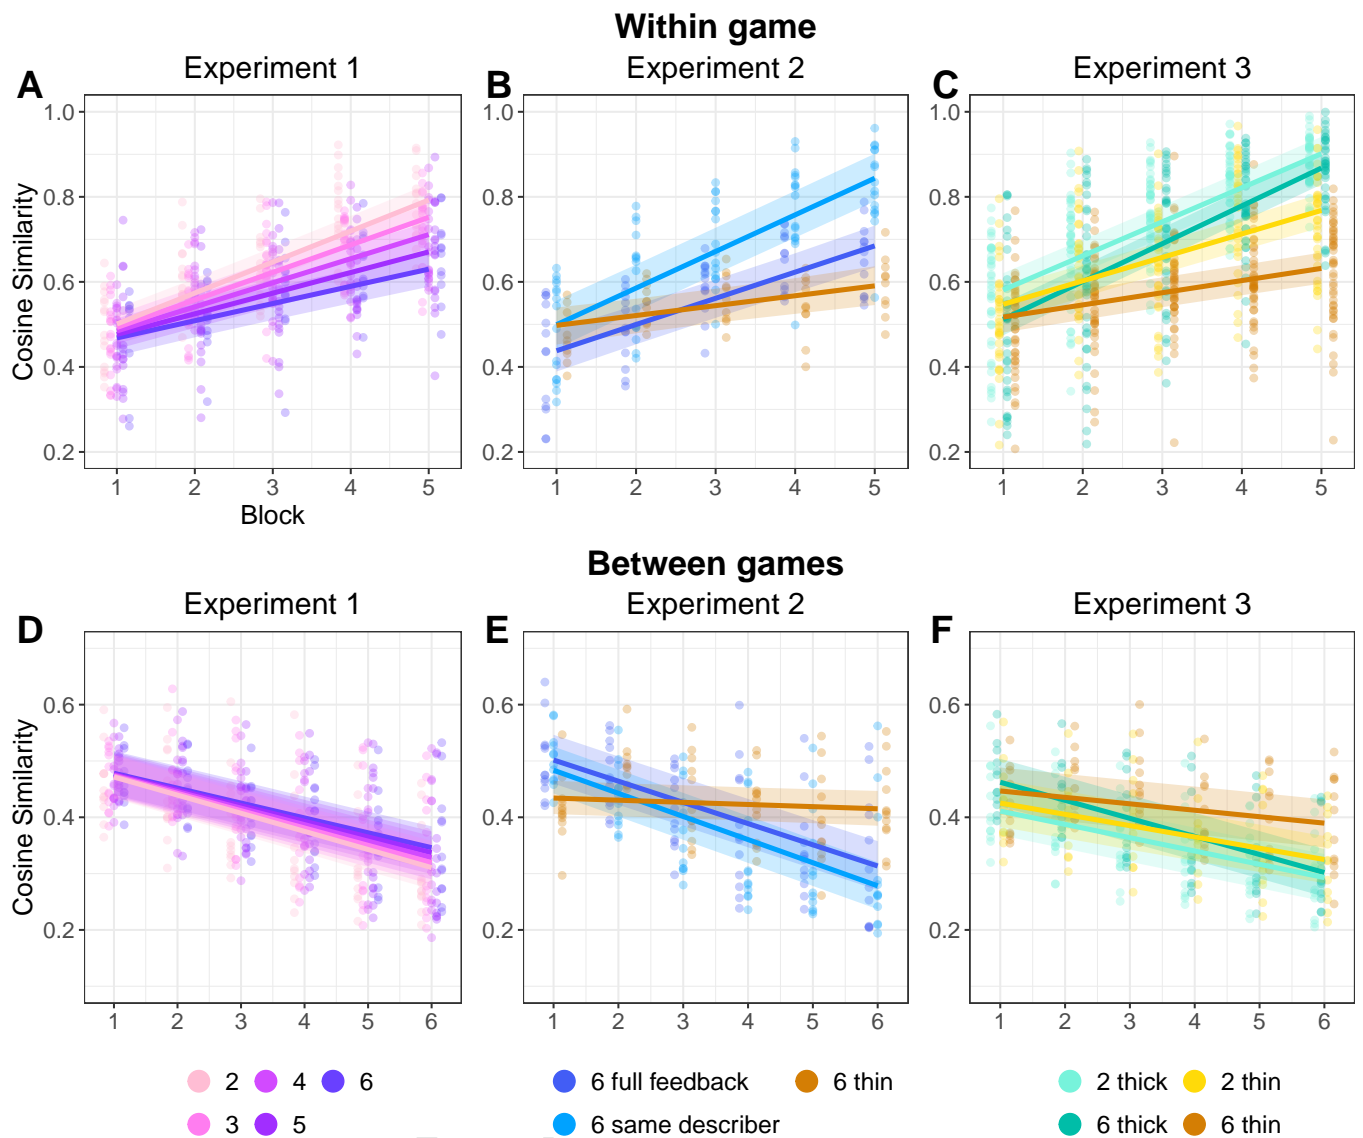 Within game
A Experiment 1 B Experiment 2 C Experiment 3
Cosine Similarity
1.0 1.0 1.0
0.8 0.8 0.8
0.6 0.6 0.6
0.4 0.4 0.4
0.2 0.2 0.2
1 2 3 4 5 1 2 3 4 5 1 2 3 4 5
Block
Between games
D Experiment 1 E Experiment 2 F Experiment 3
Cosine Similarity
0.6 0.6 0.6
0.4 0.4 0.4
0.2 0.2 0.2
1 2 3 4 5 6 1 2 3 4 5 6 1 2 3 4 5 6
2 4 6 6 full feedback 6 thin 2 thick 2 thin
3 5 6 same describer 6 thick 6 thin